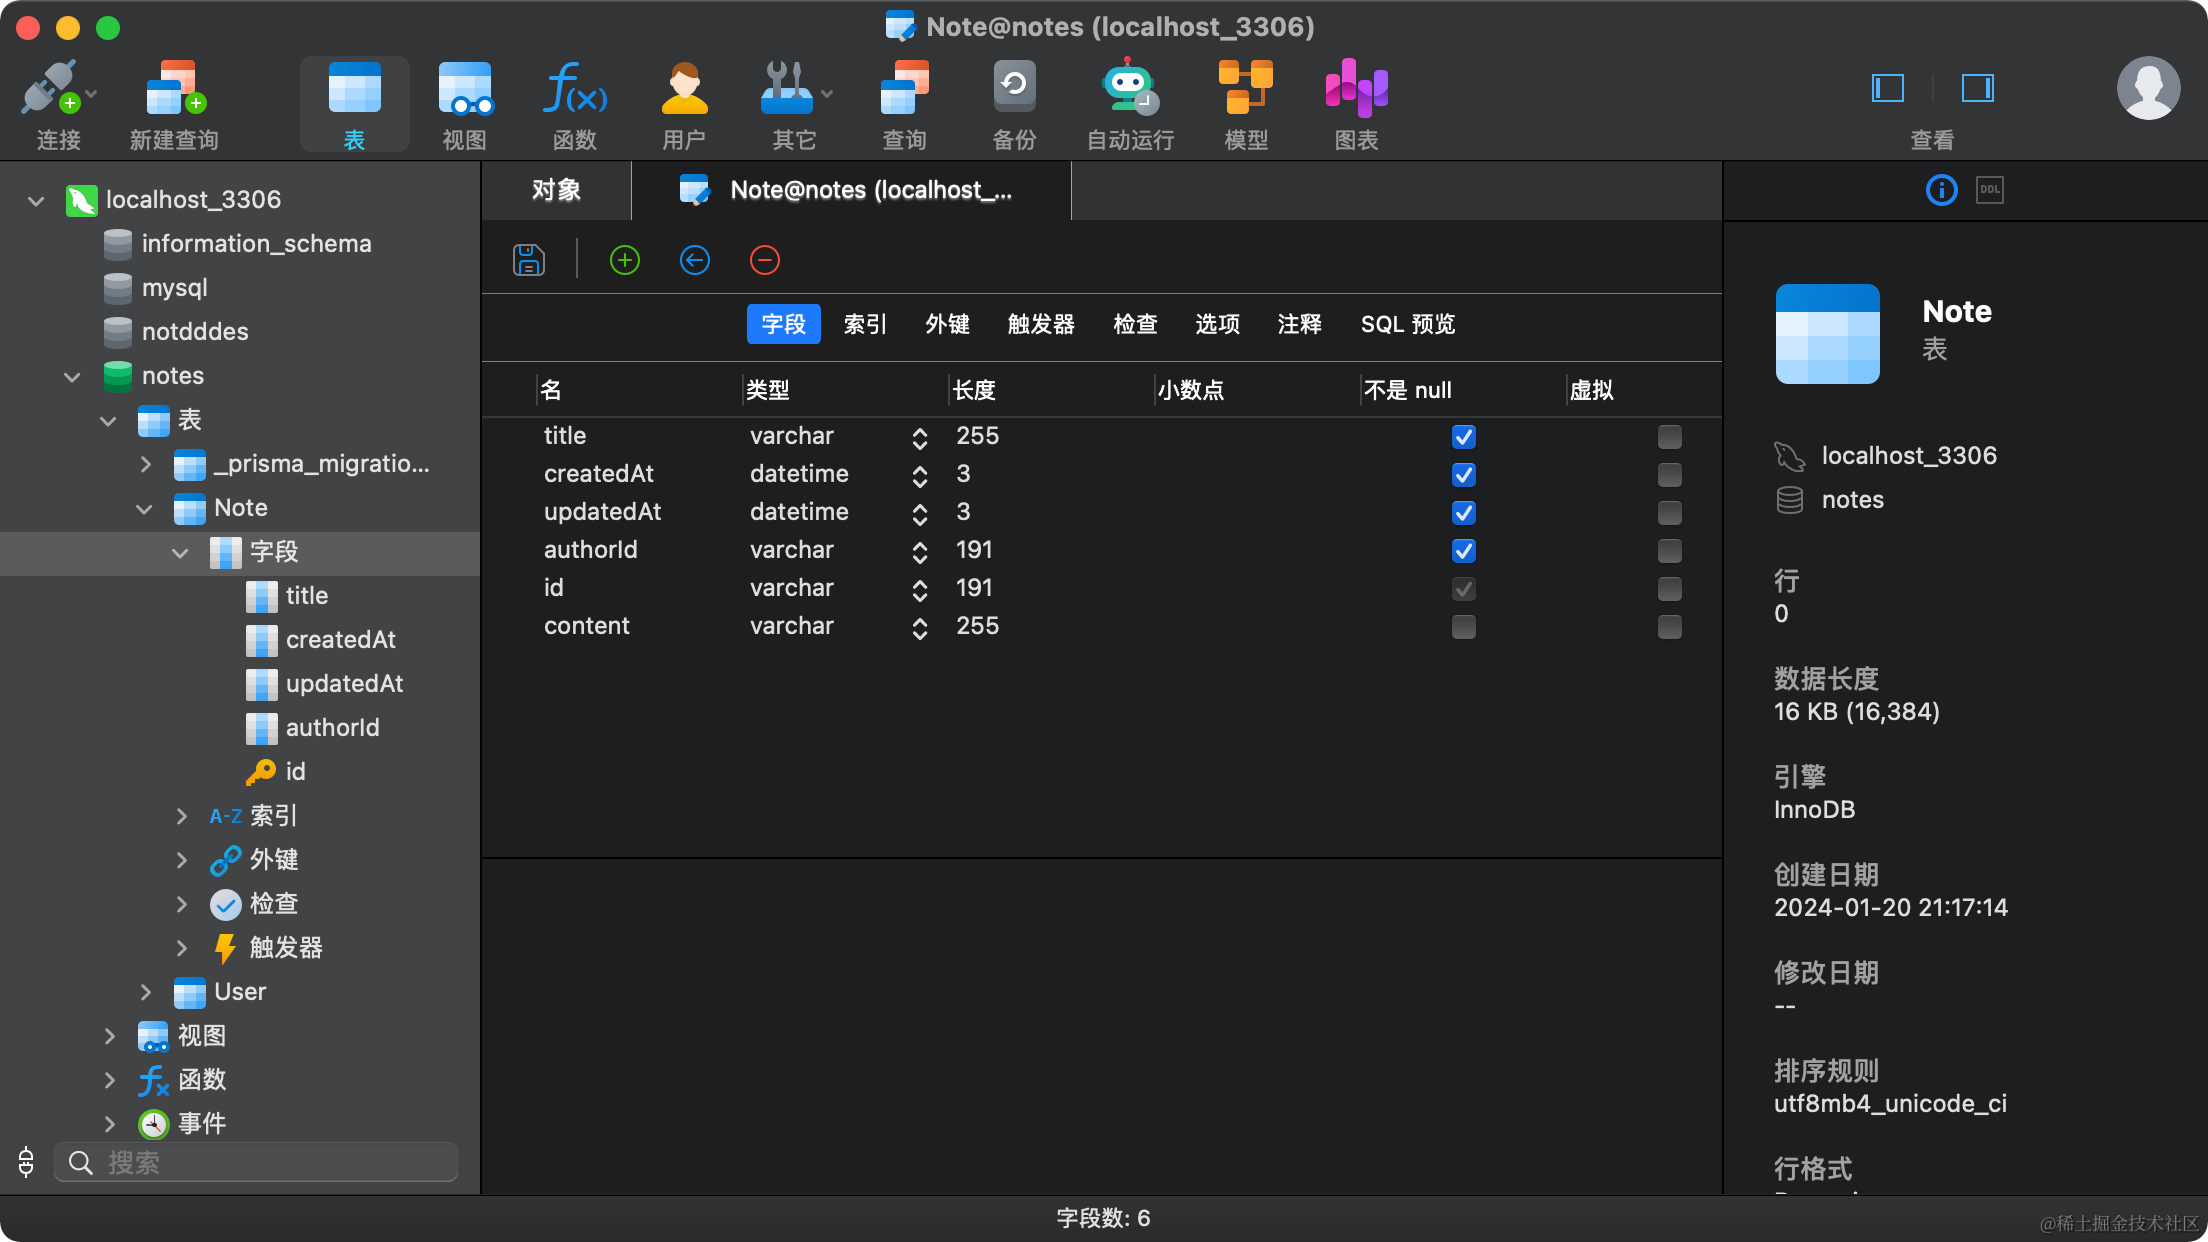 Note@notes (localhost_3306)
连接
新建查询
表
视图
函数
用户
其它
查询
备份
自动运行
模型
图表
查看
localhost_3306
information_schema
mysql
notdddes
notes
表
_prisma_migratio...
Note
字段
title
createdAt
updatedAt
authorId
id
A-Z 索引
外键
检查
触发器
User
视图
函数
事件
搜索
对象
Note@notes (localhost_...
字段 索引 外键 触发器 检查 选项 注释 SQL 预览
名 类型 长度 小数点 不是 null 虚拟
title varchar 255
createdAt datetime 3
updatedAt datetime 3
authorId varchar 191
id varchar 191
content varchar 255
DDL
Note
表
localhost_3306
notes
行
0
数据长度
16 KB (16,384)
引擎
InnoDB
创建日期
2024-01-20 21:17:14
修改日期
--
排序规则
utf8mb4_unicode_ci
行格式
字段数: 6
@稀土掘金技术社区